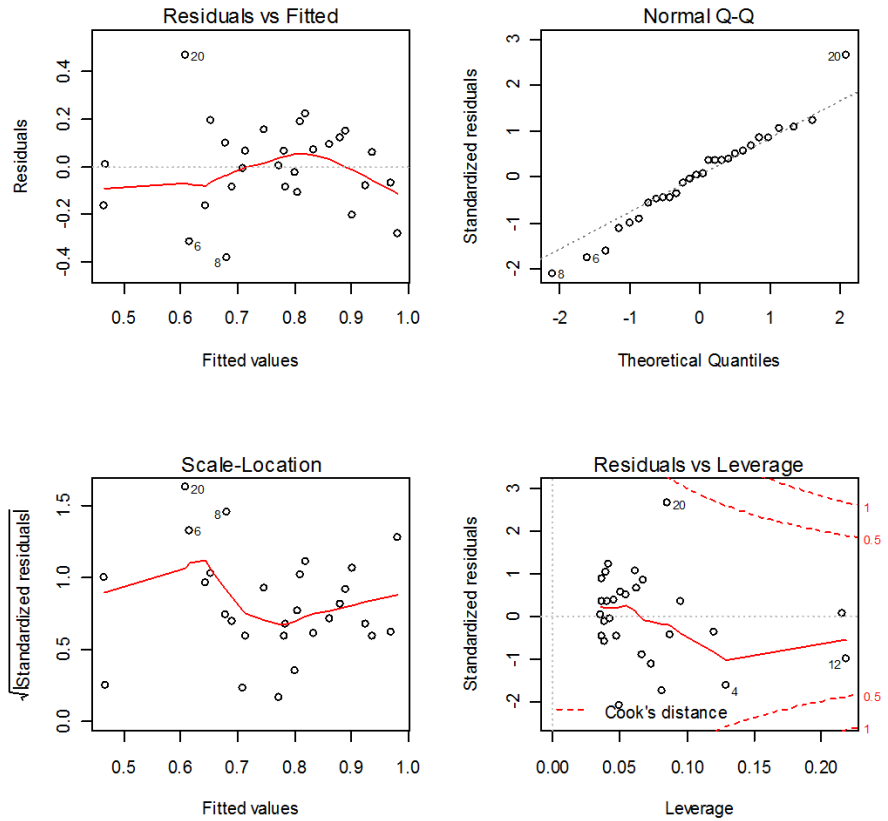 Residuals vs Fitted
Residuals
0.4
0.2
0.0
-0.2
-0.4
20
6
8
0.5 0.6 0.7 0.8 0.9 1.0
Fitted values
Normal Q-Q
Standardized residuals
3
2
1
0
-1
-2
20
6
8
-2 -1 0 1 2
Theoretical Quantiles
Scale-Location
√|Standardized residuals|
1.5
1.0
0.5
0.0
20
8
6
0.5 0.6 0.7 0.8 0.9 1.0
Fitted values
Residuals vs Leverage
Standardized residuals
3
2
1
0
-1
-2
20
4
12
1
0.5
0.5
1
Cook's distance
0.00 0.05 0.10 0.15 0.20
Leverage